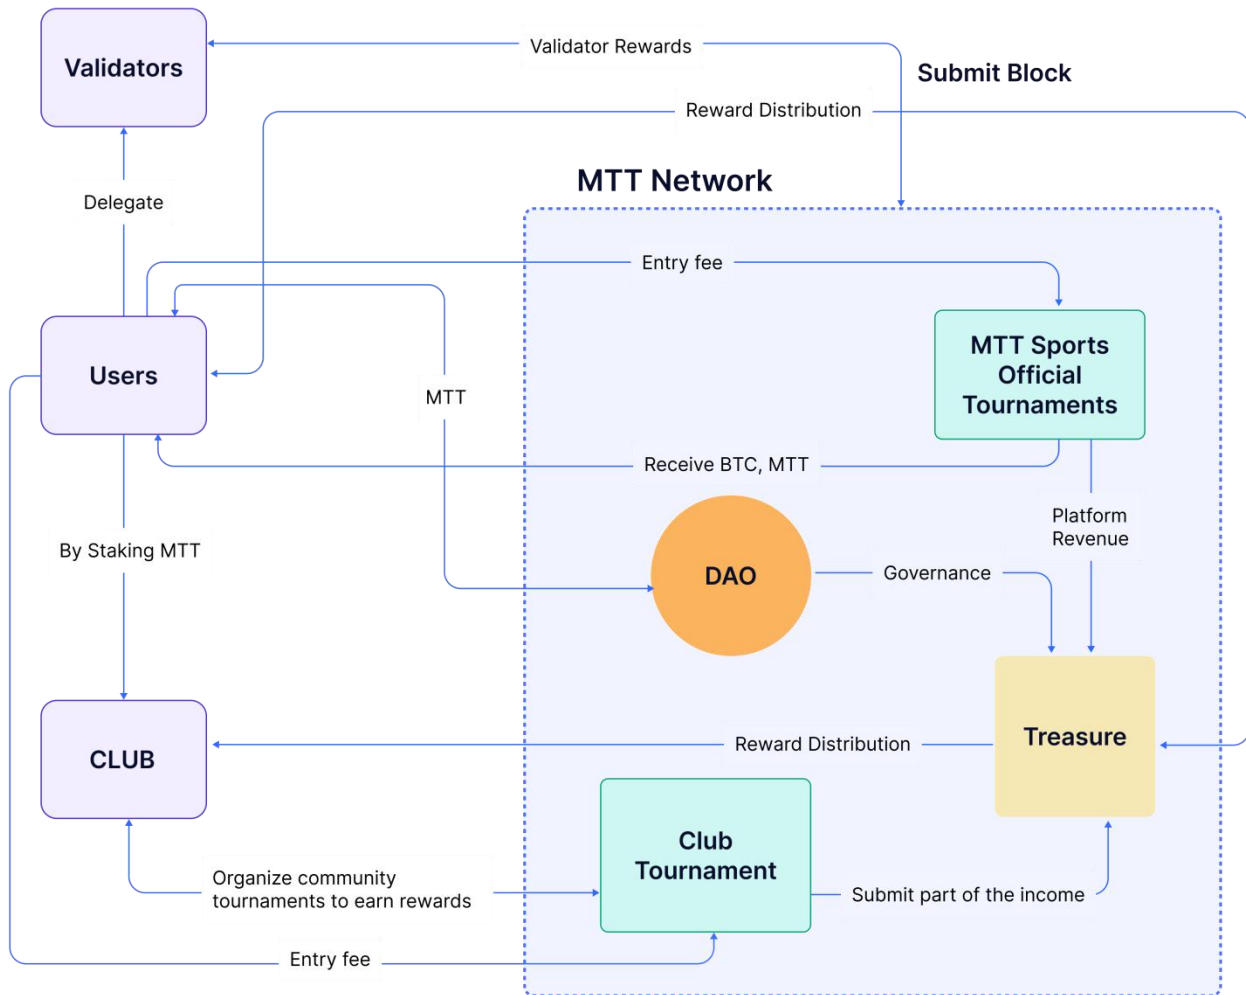 Validator Rewards
Validators
Submit Block
Reward Distribution
MTT Network
Delegate
Entry fee
MTT Sports
Official
Tournaments
Users
MTT
Receive BTC, MTT
Platform
Revenue
By Staking MTT
DAO
Governance
Treasure
Reward Distribution
CLUB
Club
Tournament
Organize community
tournaments to earn rewards
Submit part of the income
Entry fee